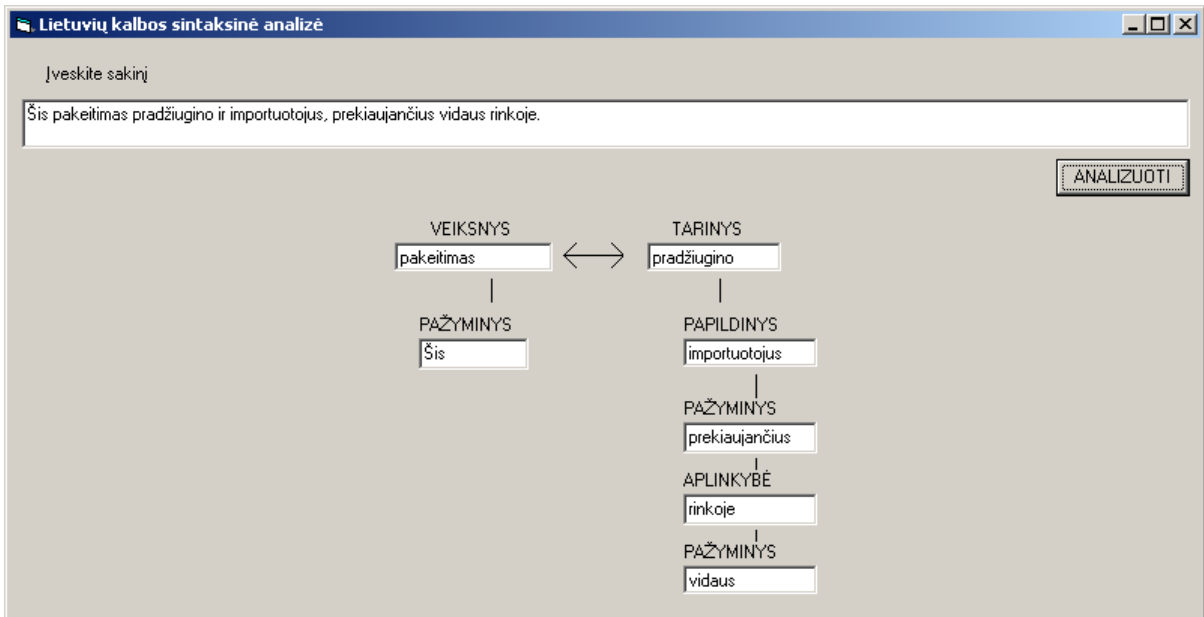 Lietuvių kalbos sintaksinė analizė
Įveskite sakinį
Šis pakeitimas pradžiugino ir importuotojus, prekiaujančius vidaus rinkoje.
ANALIZUOTI
VEIKSNYS TARINYS
pakeitimas pradžiugino
PAŽYMINYS PAPILDINYS
Šis importuotojus
PAŽYMINYS
prekiaujančius
APLINKYBĖ
rinkoje
PAŽYMINYS
vidaus